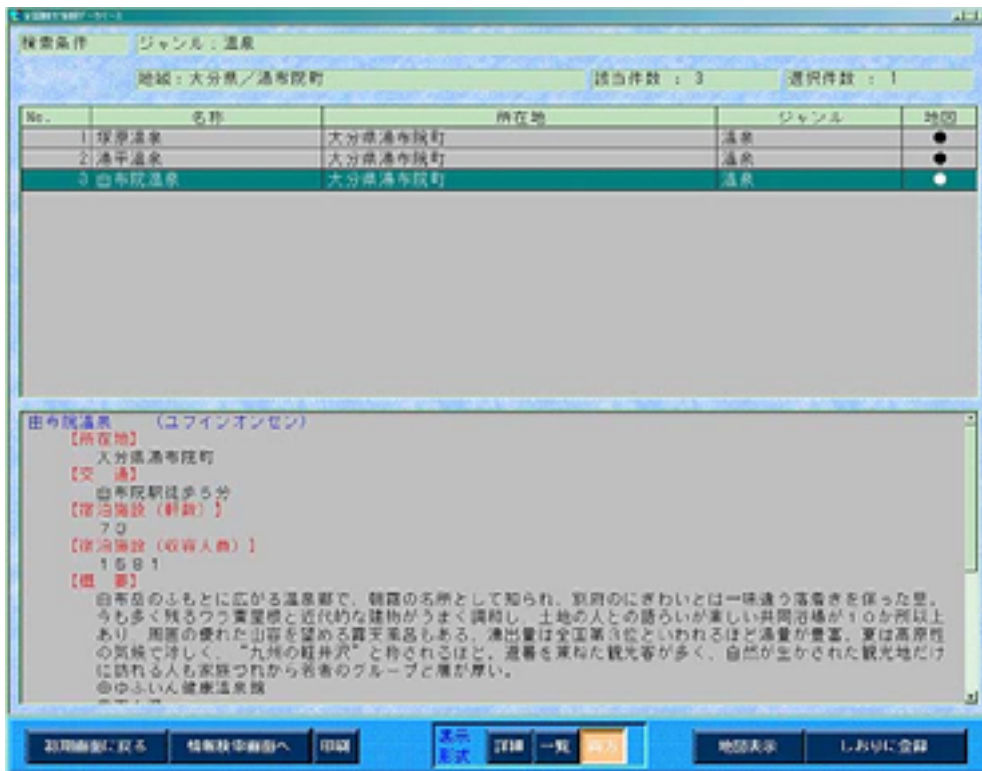 検索条件 ジャンル：温泉
地域：大分県／湯布院町 該当件数 ： 3 選択件数 ： 1
No. 名称 所在地 ジャンル 地図
1 塚原温泉 大分県湯布院町 温泉 ●
2 湯平温泉 大分県湯布院町 温泉 ●
3 由布院温泉 大分県湯布院町 温泉 ●
由布院温泉 （ユフインオンセン）
【所在地】
大分県湯布院町
【交 通】
由布院駅徒歩５分
【宿泊施設（軒数）】
７３
【宿泊施設（収容人員）】
１６８１
【概 要】
由布岳のふもとに広がる温泉郷で、朝霧の名所として知られ、別府のにぎわいとは一味違う落着きを保った里。
今も多く残るワラ葺屋根と近代的な建物がうまく調和し、土地の人との語らいが楽しい共同浴場が１０か所以上
あり、周囲の優れた山容を望める露天風呂もある。湧出量は全国第３位といわれるほど湯量が豊富。夏は高原性
の気候で涼しく、“九州の軽井沢”と称されるほど。避暑を兼ねた観光客が多く、自然が生かされた観光地だけ
に訪れる人も家族づれから若者のグループと層が厚い。
◎ゆふいん健康温泉館
初期画面に戻る 情報検索画面へ 印刷 表示形式 詳細 一覧 両方 地図表示 しおりに登録